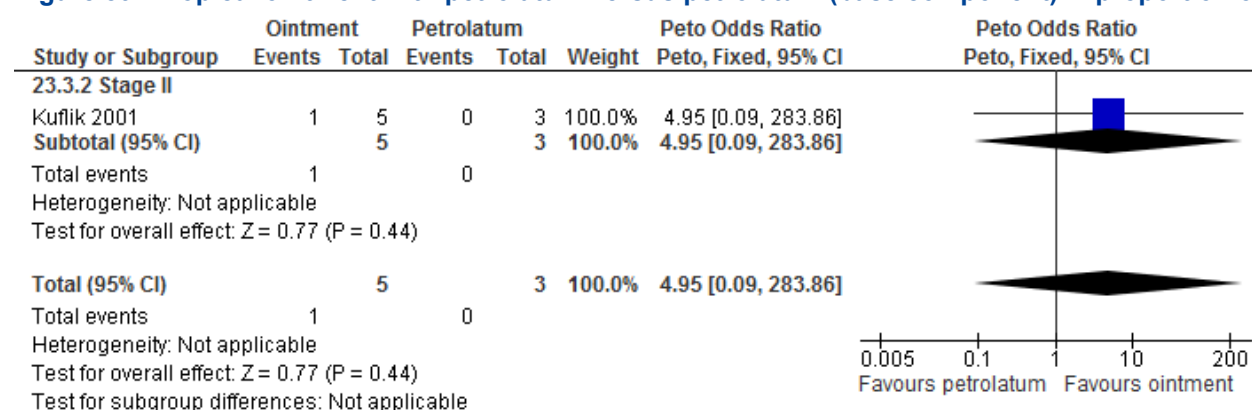 Ointment Petrolatum Peto Odds Ratio Peto Odds Ratio
Study or Subgroup Events Total Events Total Weight Peto, Fixed, 95% CI Peto, Fixed, 95% CI
23.3.2 Stage II
Kuflik 2001 1 5 0 3 100.0% 4.95 [0.09, 283.86]
Subtotal (95% CI) 5 3 100.0% 4.95 [0.09, 283.86]
Total events 1 0
Heterogeneity: Not applicable
Test for overall effect: Z = 0.77 (P = 0.44)
Total (95% CI) 5 3 100.0% 4.95 [0.09, 283.86]
Total events 1 0
Heterogeneity: Not applicable
Test for overall effect: Z = 0.77 (P = 0.44)
Test for subgroup differences: Not applicable
0.005 0.1 1 10 200
Favours petrolatum Favours ointment